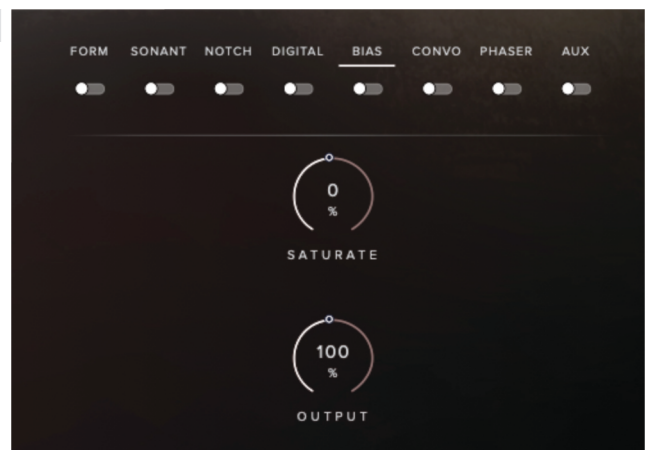 FORM SONANT NOTCH DIGITAL BIAS CONVO PHASER AUX
0
%
SATURATE
100
%
OUTPUT